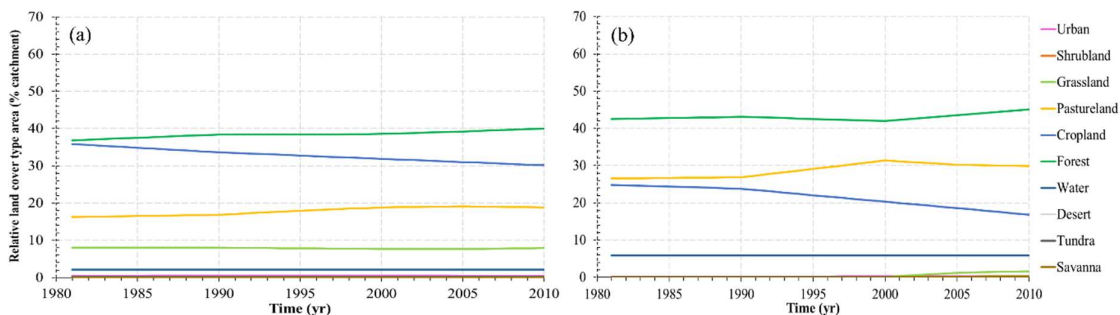 Relative land cover type area (% catchment)
70
60
50
40
30
20
10
0
(a)
1980 1985 1990 1995 2000 2005 2010
Time (yr)
70
60
50
40
30
20
10
0
(b)
1980 1985 1990 1995 2000 2005 2010
Time (yr)
Urban
Shrubland
Grassland
Pastureland
Cropland
Forest
Water
Desert
Tundra
Savanna